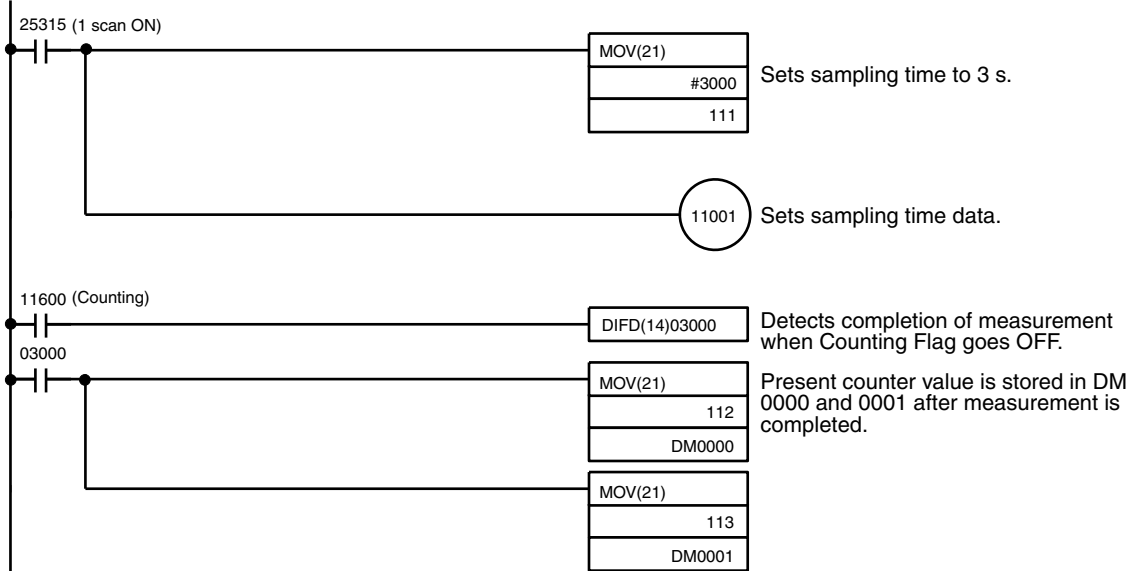 25315 (1 scan ON)
MOV(21)
#3000
111
Sets sampling time to 3 s.
11001
Sets sampling time data.
11600 (Counting)
DIFD(14)03000
Detects completion of measurement
when Counting Flag goes OFF.
03000
MOV(21)
112
DM0000
Present counter value is stored in DM
0000 and 0001 after measurement is
completed.
MOV(21)
113
DM0001